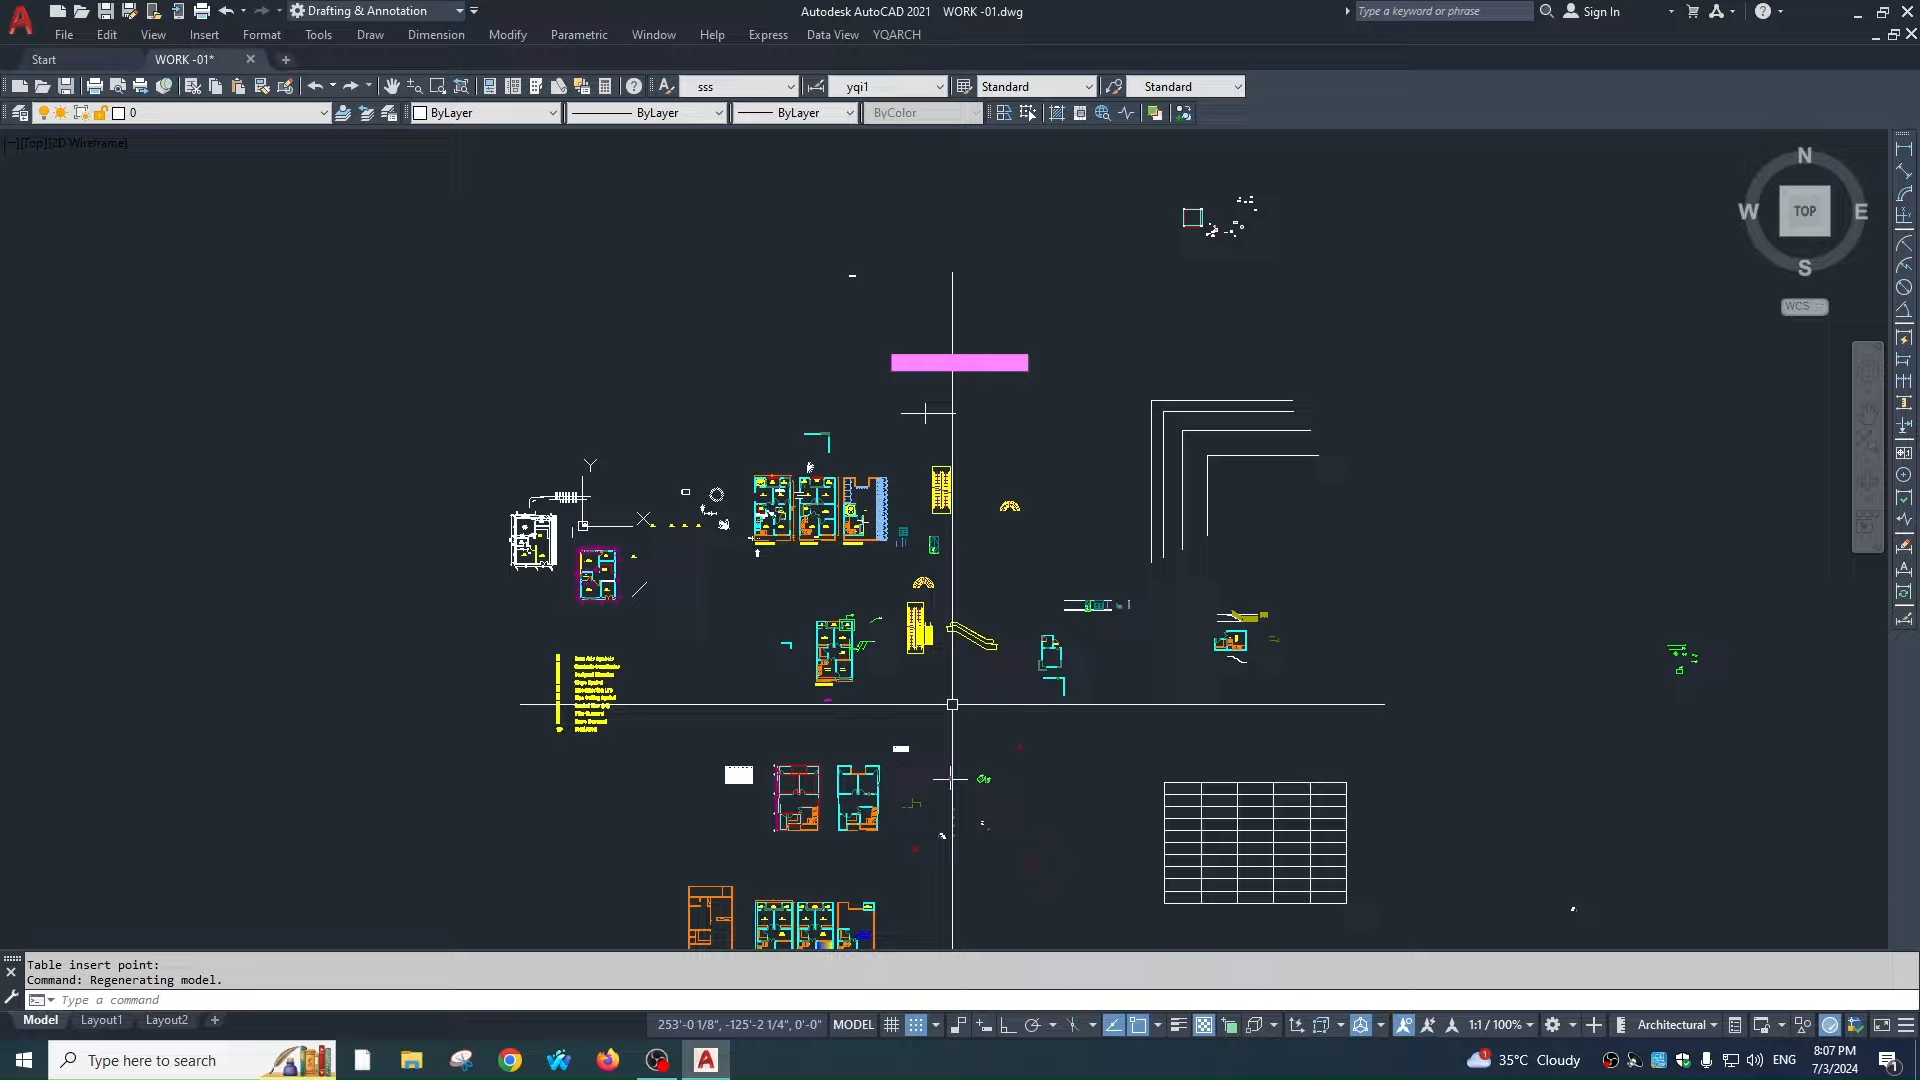 Drafting & Annotation
Autodesk AutoCAD 2021 WORK -01.dwg
Type a keyword or phrase
Sign In
File Edit View Insert Format Tools Draw Dimension Modify Parametric Window Help Express Data View YQARCH
Start
WORK -01*
sss
yqi1
Standard
Standard
0
ByLayer
ByLayer
ByLayer
ByColor
[−][Top][2D Wireframe]
N
W
TOP
E
S
WCS
Y
X
Table insert point:
Command: Regenerating model.
Type a command
Model Layout1 Layout2
253'-0 1/8", -125'-2 1/4", 0'-0"
MODEL
1:1 / 100%
Architectural
Type here to search
35°C Cloudy
ENG
8:07 PM
7/3/2024